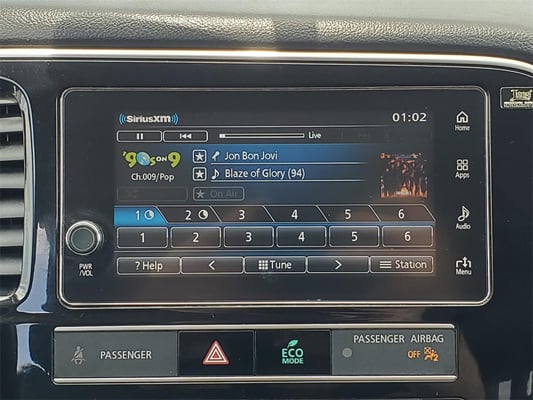 SiriusXM 01:02
Live
'90s ON 9
Ch.009/Pop
Jon Bon Jovi
Blaze of Glory (94)
On Air
Home
Apps
Audio
Menu
1 2 3 4 5 6
1 2 3 4 5 6
PWR
/VOL
? Help < Tune > Station
PASSENGER
ECO
MODE
PASSENGER AIRBAG
OFF 2